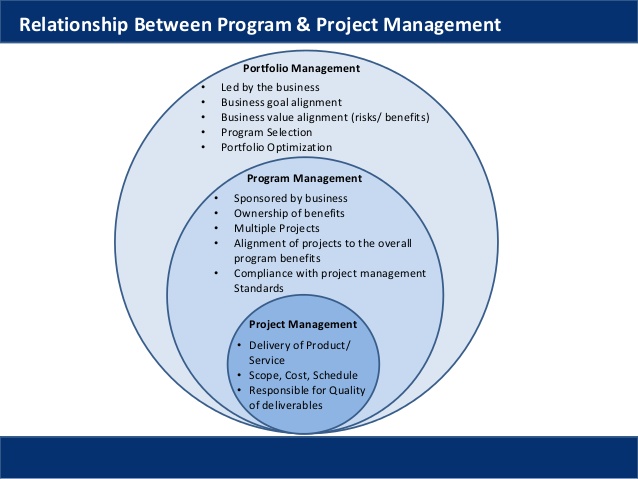 Relationship Between Program & Project Management
Portfolio Management
• Led by the business
• Business goal alignment
• Business value alignment (risks/ benefits)
• Program Selection
• Portfolio Optimization
Program Management
• Sponsored by business
• Ownership of benefits
• Multiple Projects
• Alignment of projects to the overall
program benefits
• Compliance with project management
Standards
Project Management
• Delivery of Product/
Service
• Scope, Cost, Schedule
• Responsible for Quality
of deliverables